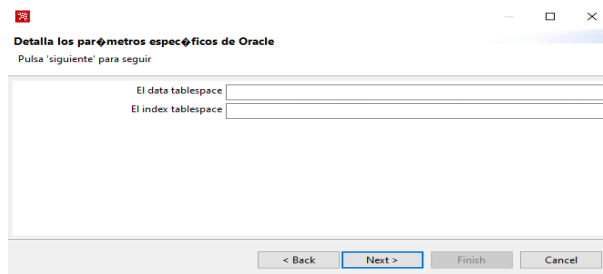 Detalla los par�metros espec�ficos de Oracle
Pulsa 'siguiente' para seguir
El data tablespace
El index tablespace
< Back Next > Finish Cancel